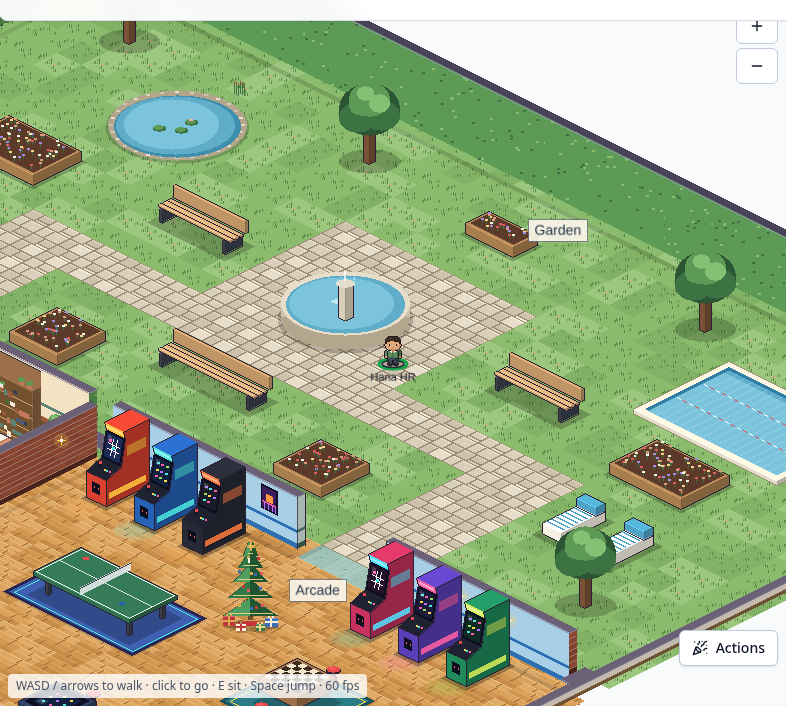 +
−
Garden
Hana HR
Arcade
Actions
WASD / arrows to walk · click to go · E sit · Space jump · 60 fps